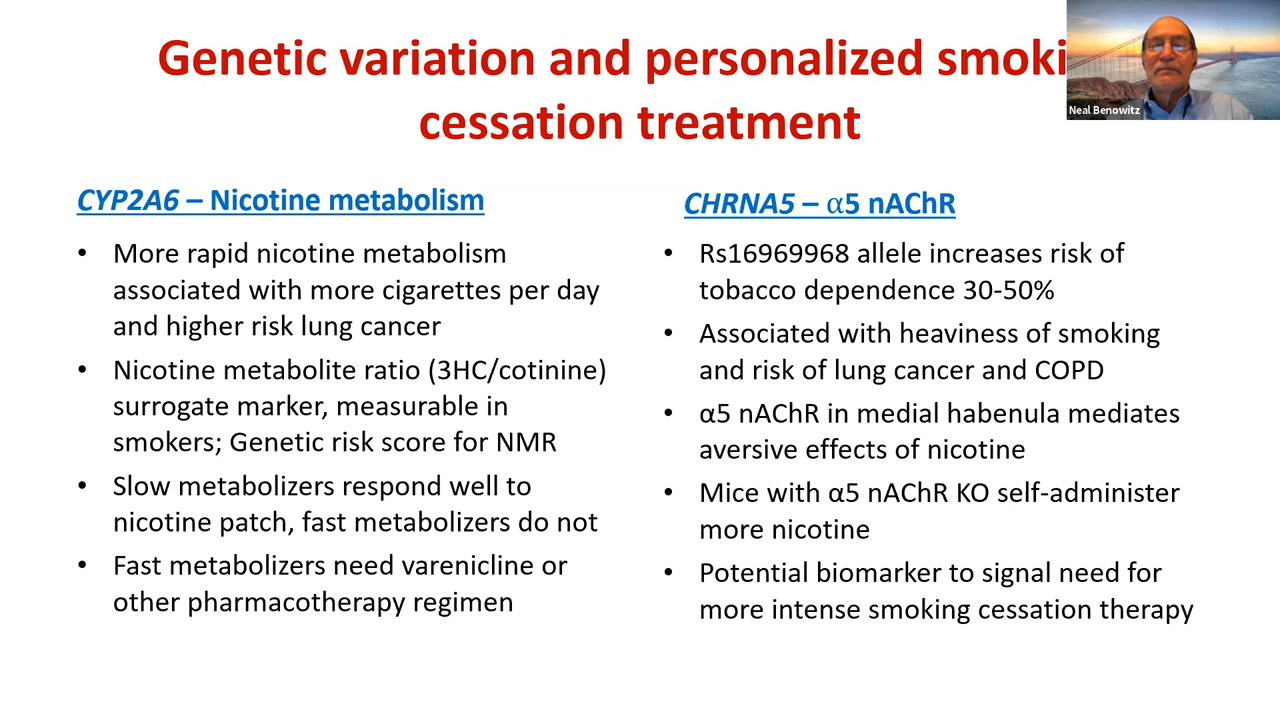 Genetic variation and personalized smoki
cessation treatment
Neal Benowitz
CYP2A6 – Nicotine metabolism
• More rapid nicotine metabolism
associated with more cigarettes per day
and higher risk lung cancer
• Nicotine metabolite ratio (3HC/cotinine)
surrogate marker, measurable in
smokers; Genetic risk score for NMR
• Slow metabolizers respond well to
nicotine patch, fast metabolizers do not
• Fast metabolizers need varenicline or
other pharmacotherapy regimen
CHRNA5 – α5 nAChR
• Rs16969968 allele increases risk of
tobacco dependence 30-50%
• Associated with heaviness of smoking
and risk of lung cancer and COPD
• α5 nAChR in medial habenula mediates
aversive effects of nicotine
• Mice with α5 nAChR KO self-administer
more nicotine
• Potential biomarker to signal need for
more intense smoking cessation therapy